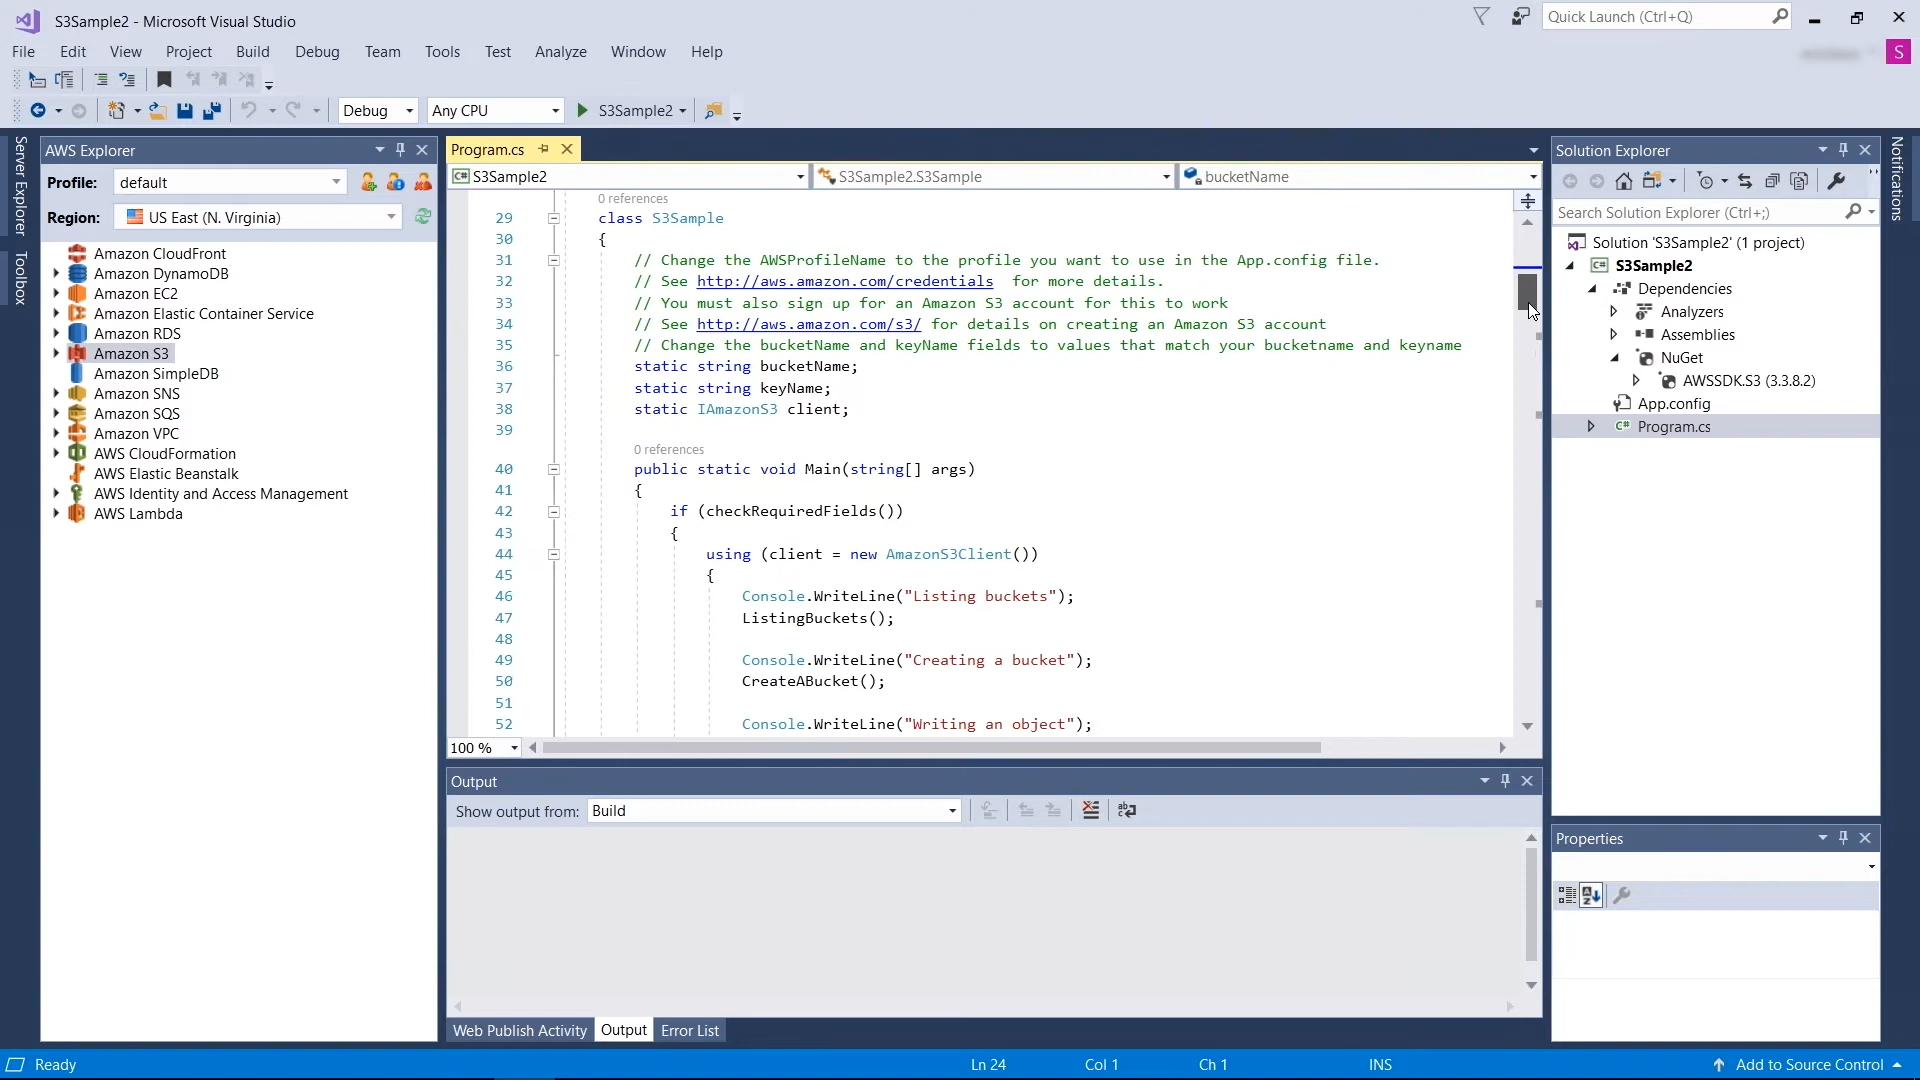 S3Sample2 - Microsoft Visual Studio
Quick Launch (Ctrl+Q)
File Edit View Project Build Debug Team Tools Test Analyze Window Help
S
Debug Any CPU S3Sample2
Server Explorer
Toolbox
AWS Explorer
Profile: default
Region: US East (N. Virginia)
Amazon CloudFront
Amazon DynamoDB
Amazon EC2
Amazon Elastic Container Service
Amazon RDS
Amazon S3
Amazon SimpleDB
Amazon SNS
Amazon SQS
Amazon VPC
AWS CloudFormation
AWS Elastic Beanstalk
AWS Identity and Access Management
AWS Lambda
Program.cs
C# S3Sample2 S3Sample2.S3Sample bucketName
0 references
29 class S3Sample
30 {
31 // Change the AWSProfileName to the profile you want to use in the App.config file.
32 // See http://aws.amazon.com/credentials for more details.
33 // You must also sign up for an Amazon S3 account for this to work
34 // See http://aws.amazon.com/s3/ for details on creating an Amazon S3 account
35 // Change the bucketName and keyName fields to values that match your bucketname and keyname
36 static string bucketName;
37 static string keyName;
38 static IAmazonS3 client;
39
0 references
40 public static void Main(string[] args)
41 {
42 if (checkRequiredFields())
43 {
44 using (client = new AmazonS3Client())
45 {
46 Console.WriteLine("Listing buckets");
47 ListingBuckets();
48
49 Console.WriteLine("Creating a bucket");
50 CreateABucket();
51
52 Console.WriteLine("Writing an object");
100 %
Output
Show output from: Build
Web Publish Activity Output Error List
Solution Explorer
Search Solution Explorer (Ctrl+;)
Solution 'S3Sample2' (1 project)
C# S3Sample2
Dependencies
Analyzers
Assemblies
NuGet
AWSSDK.S3 (3.3.8.2)
App.config
C# Program.cs
Properties
Notifications
Ready Ln 24 Col 1 Ch 1 INS Add to Source Control